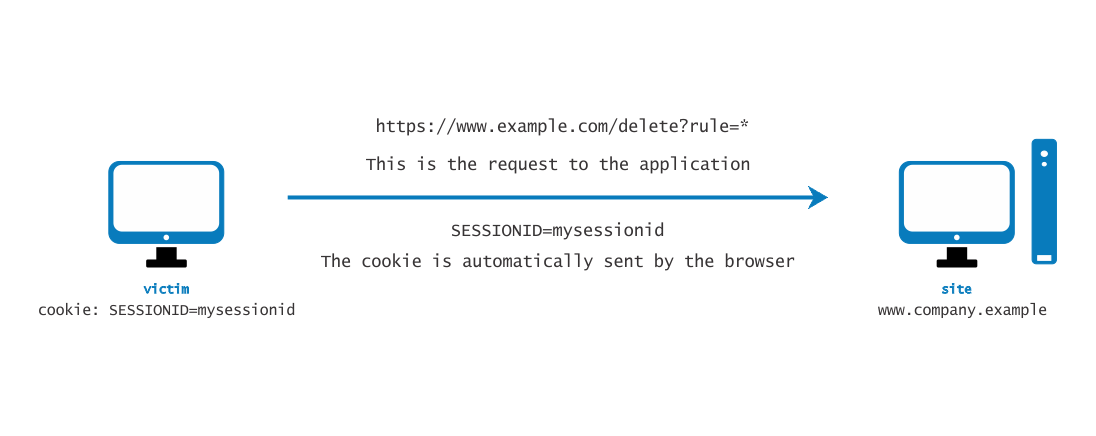 https://www.example.com/delete?rule=*
This is the request to the application
SESSIONID=mysessionid
The cookie is automatically sent by the browser
victim
cookie: SESSIONID=mysessionid
site
www.company.example